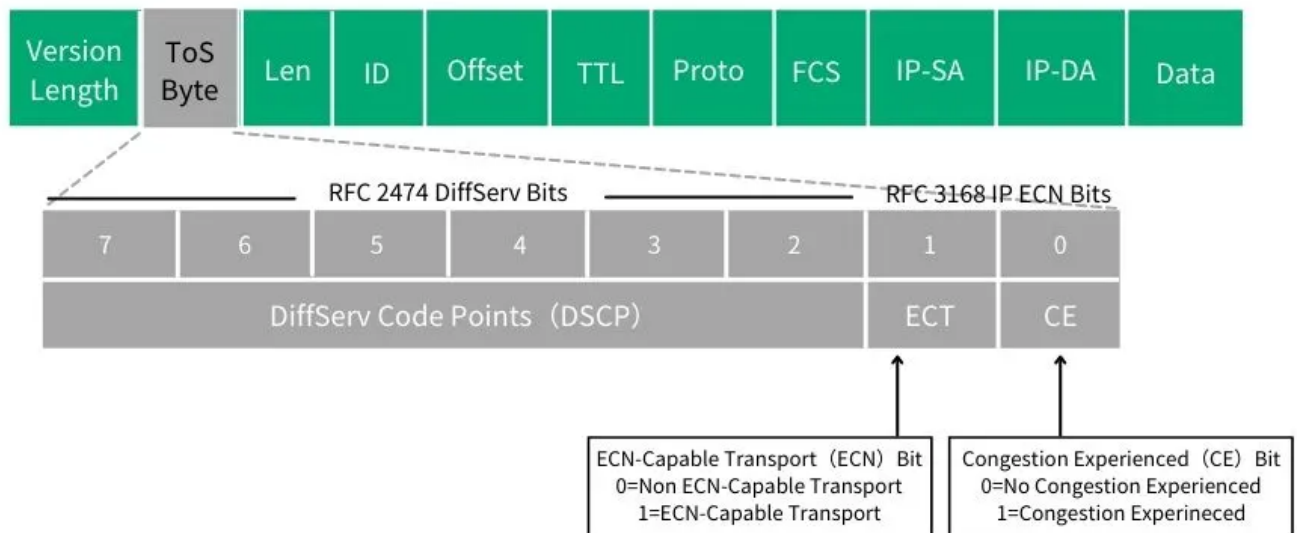 Version
Length
ToS
Byte
Len
ID
Offset
TTL
Proto
FCS
IP-SA
IP-DA
Data
RFC 2474 DiffServ Bits
RFC 3168 IP ECN Bits
7
6
5
4
3
2
1
0
DiffServ Code Points（DSCP）
ECT
CE
ECN-Capable Transport（ECN）Bit
0=Non ECN-Capable Transport
1=ECN-Capable Transport
Congestion Experienced（CE）Bit
0=No Congestion Experienced
1=Congestion Experineced